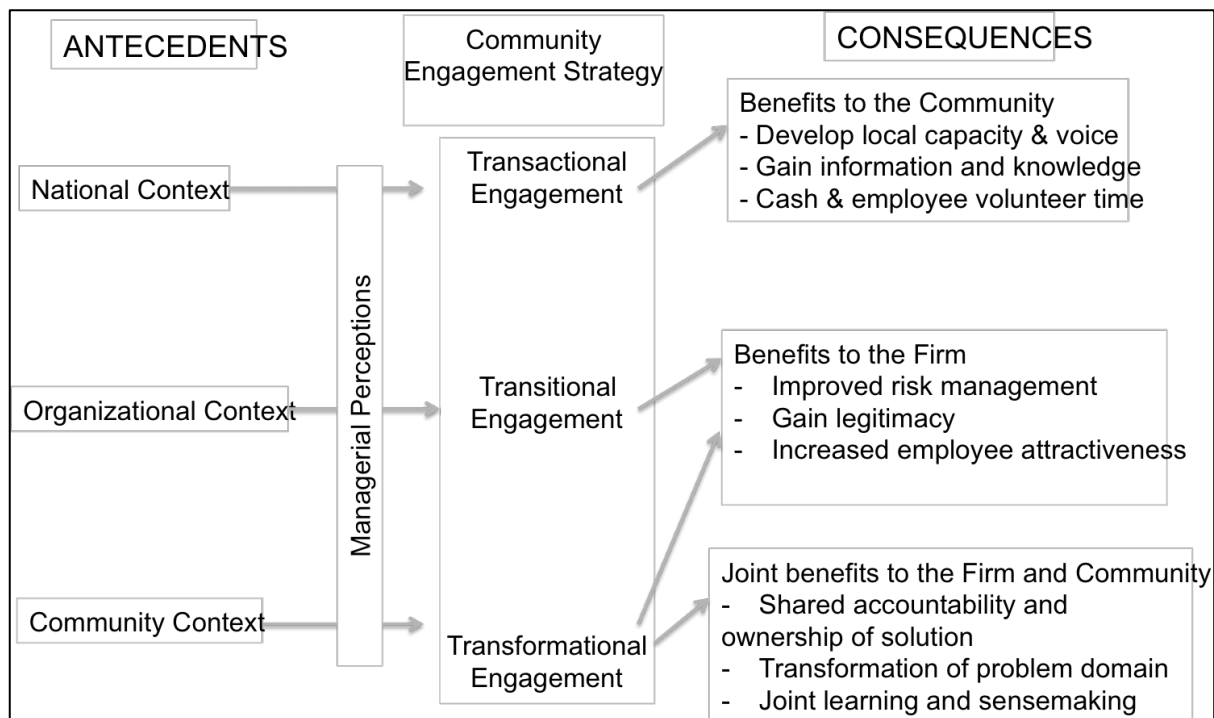 ANTECEDENTS
Community
Engagement Strategy
CONSEQUENCES
National Context
Organizational Context
Community Context
Managerial Perceptions
Transactional
Engagement
Transitional
Engagement
Transformational
Engagement
Benefits to the Community
- Develop local capacity & voice
- Gain information and knowledge
- Cash & employee volunteer time
Benefits to the Firm
- Improved risk management
- Gain legitimacy
- Increased employee attractiveness
Joint benefits to the Firm and Community
- Shared accountability and
ownership of solution
- Transformation of problem domain
- Joint learning and sensemaking